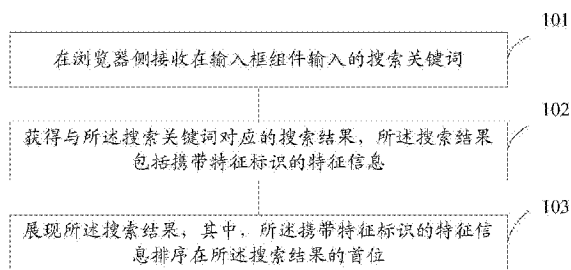 101
在浏览器侧接收在输入框组件输入的搜索关键词
102
获得与所述搜索关键词对应的搜索结果，所述搜索结果
包括携带特征标识的特征信息
103
展现所述搜索结果，其中，所述携带特征标识的特征信
息排序在所述搜索结果的首位